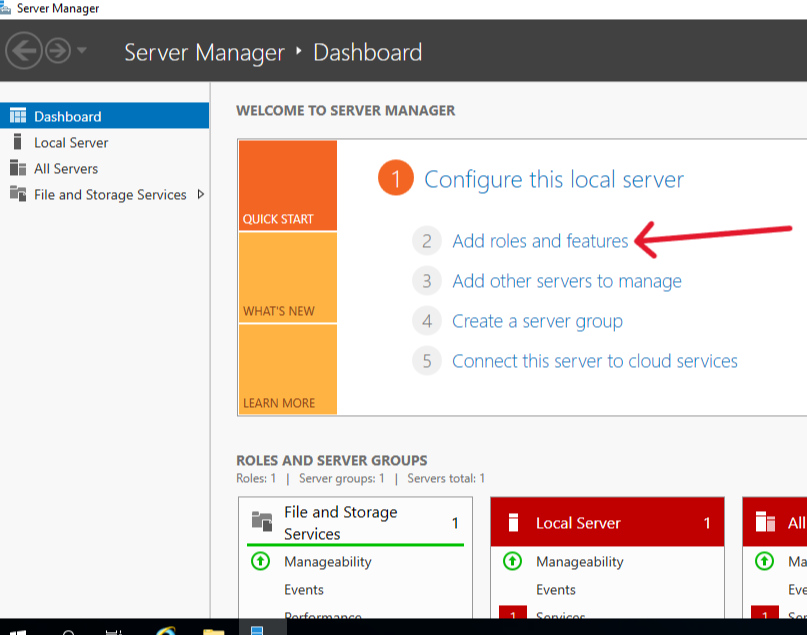 Server Manager
Server Manager ‣ Dashboard
Dashboard
Local Server
All Servers
File and Storage Services
WELCOME TO SERVER MANAGER
QUICK START
WHAT'S NEW
LEARN MORE
1 Configure this local server
2 Add roles and features
3 Add other servers to manage
4 Create a server group
5 Connect this server to cloud services
ROLES AND SERVER GROUPS
Roles: 1 | Server groups: 1 | Servers total: 1
File and Storage
Services 1
Manageability
Events
Performance
Local Server 1
Manageability
Events
1 Services
All
Ma
Eve
1 Se